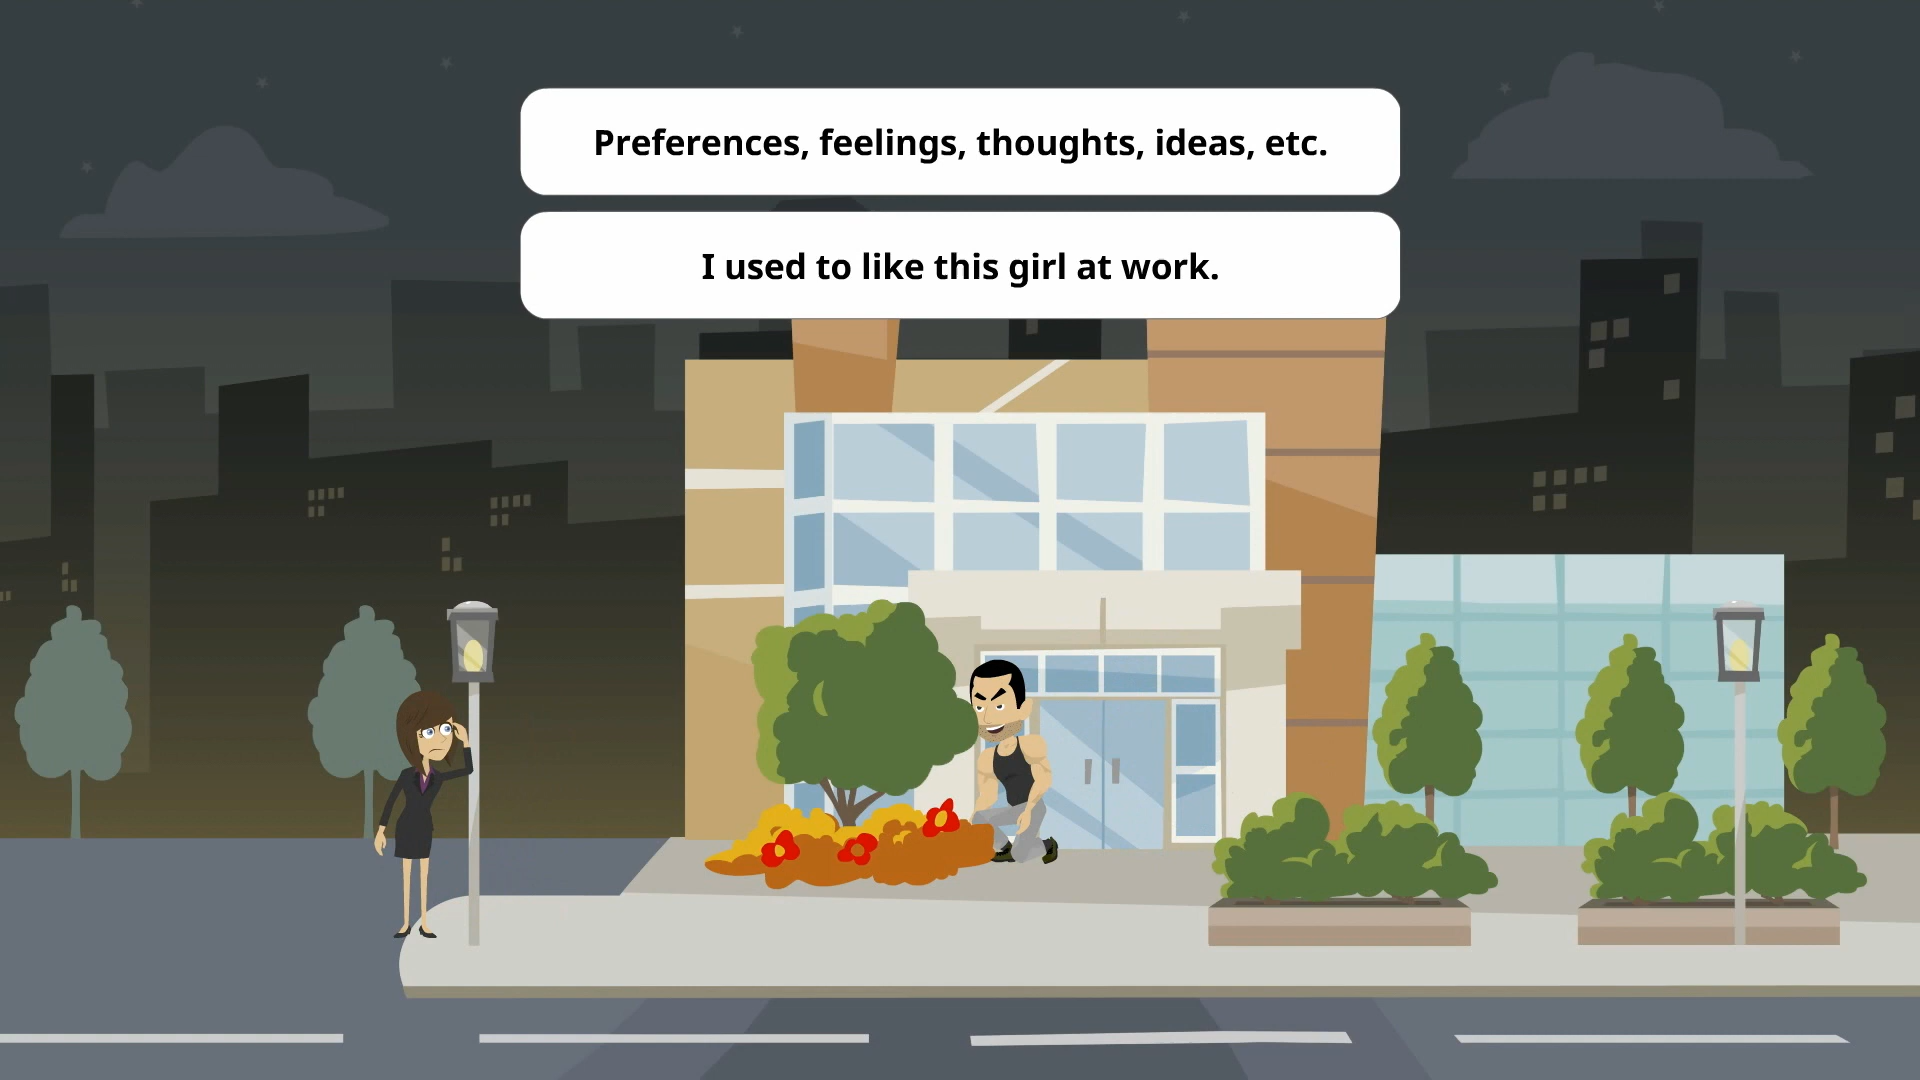 Preferences, feelings, thoughts, ideas, etc.
I used to like this girl at work.